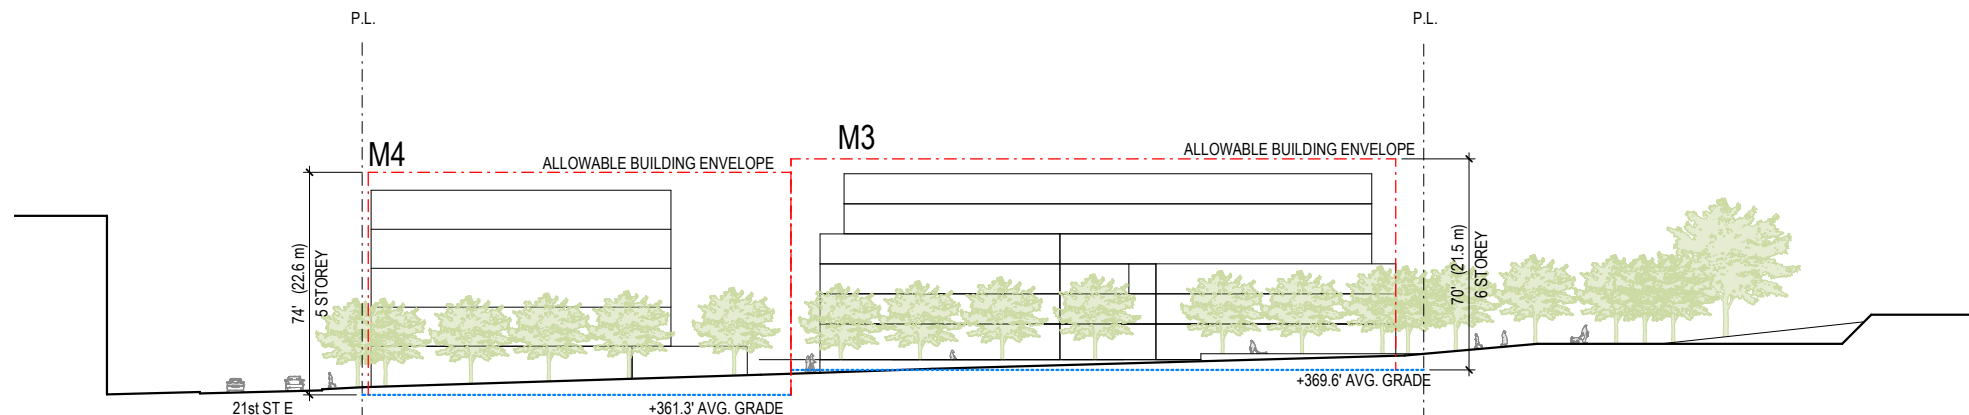 P.L.
P.L.
M4
M3
ALLOWABLE BUILDING ENVELOPE
ALLOWABLE BUILDING ENVELOPE
74' (22.6 m)
5 STOREY
70' (21.5 m)
6 STOREY
21st ST E
+361.3' AVG. GRADE
+369.6' AVG. GRADE